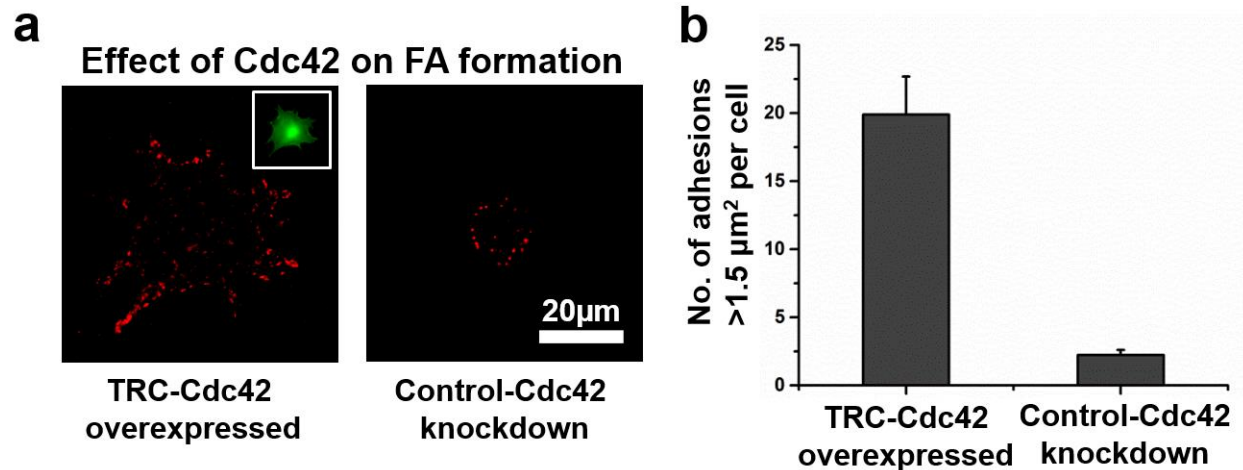 a
Effect of Cdc42 on FA formation
20µm
TRC-Cdc42
overexpressed
Control-Cdc42
knockdown
b
No. of adhesions
>1.5 µm² per cell
25
20
15
10
5
0
TRC-Cdc42
overexpressed
Control-Cdc42
knockdown